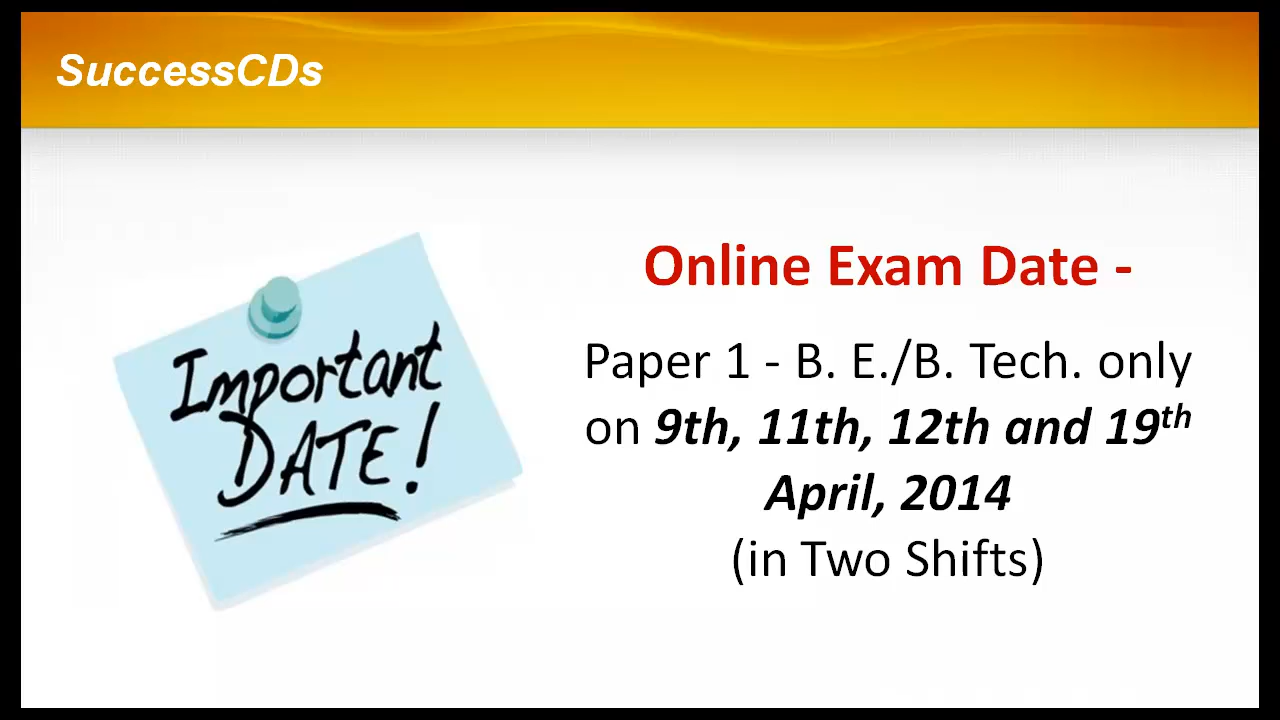 SuccessCDs
Important
DATE!
Online Exam Date -
Paper 1 - B. E./B. Tech. only
on 9th, 11th, 12th and 19th
April, 2014
(in Two Shifts)